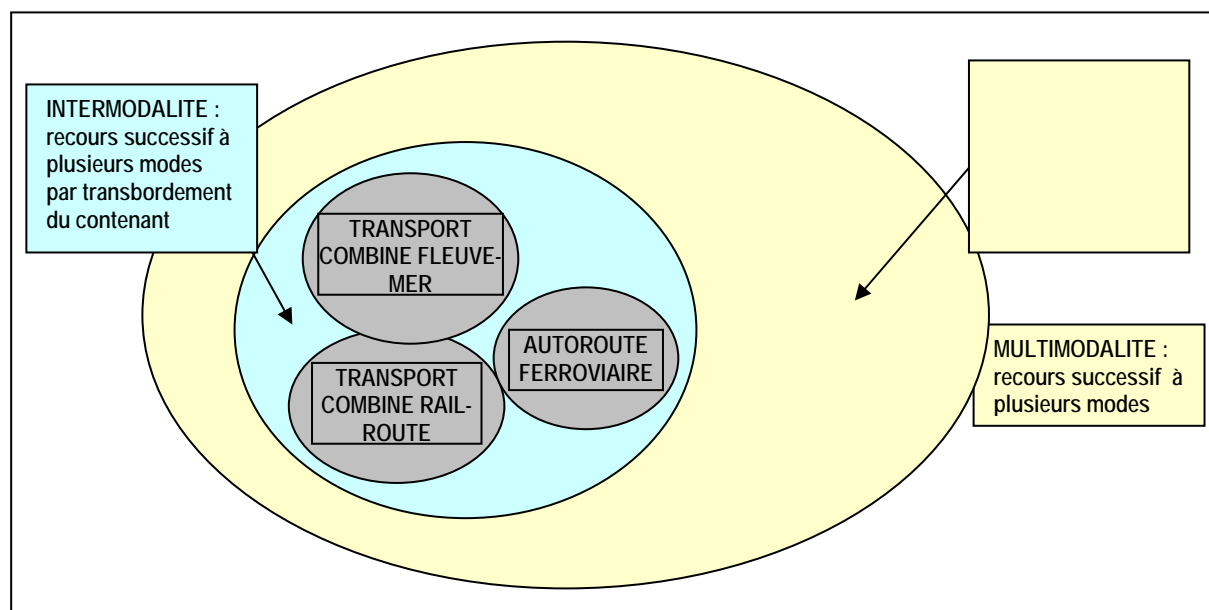 INTERMODALITE :
recours successif à
plusieurs modes
par transbordement
du contenant
TRANSPORT
COMBINE FLEUVE-
MER
AUTOROUTE
FERROVIAIRE
TRANSPORT
COMBINE RAIL-
ROUTE
MULTIMODALITE :
recours successif à
plusieurs modes